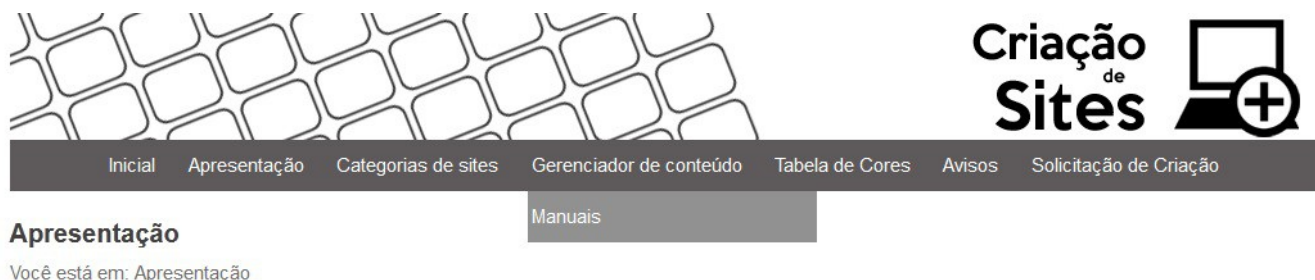 Criação
de
Sites
Inicial Apresentação Categorias de sites Gerenciador de conteúdo Tabela de Cores Avisos Solicitação de Criação
Manuais
Apresentação
Você está em: Apresentação